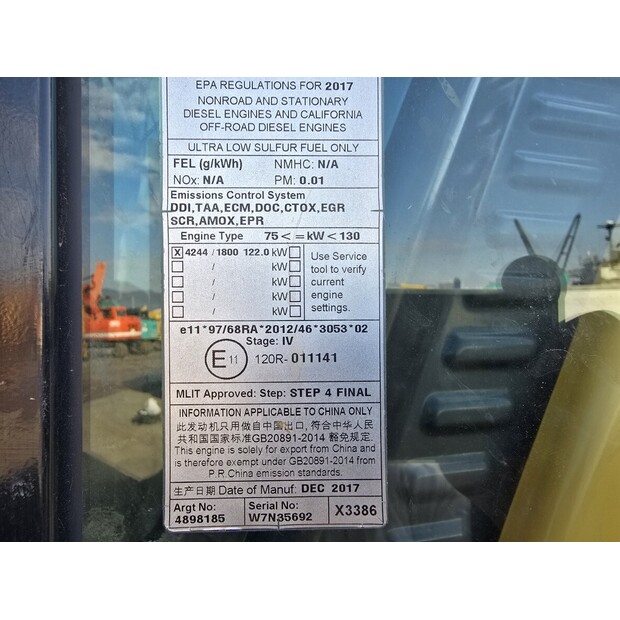 EPA REGULATIONS FOR 2017
NONROAD AND STATIONARY
DIESEL ENGINES AND CALIFORNIA
OFF-ROAD DIESEL ENGINES
ULTRA LOW SULFUR FUEL ONLY
FEL (g/kWh) NMHC: N/A
NOx: N/A PM: 0.01
Emissions Control System
DDI,TAA,ECM,DOC,CTOX,EGR
SCR,AMOX,EPR
Engine Type 75 < = kW < 130
X 4244 / 1800 122.0 kW
/ kW
/ kW
/ kW
/ kW
Use Service
tool to verify
current
engine
settings.
e11*97/68RA*2012/46*3053*02
Stage: IV
E 11 120R- 011141
MLIT Approved: Step: STEP 4 FINAL
INFORMATION APPLICABLE TO CHINA ONLY
此发动机只用做自中国出口, 符合中华人民
共和国国家标准GB20891-2014 豁免规定.
This engine is solely for export from China and
is therefore exempt under GB20891-2014 from
P.R.China emission standards.
生产日期 Date of Manuf: DEC 2017
Argt No:
4898185
Serial No:
W7N35692
X3386